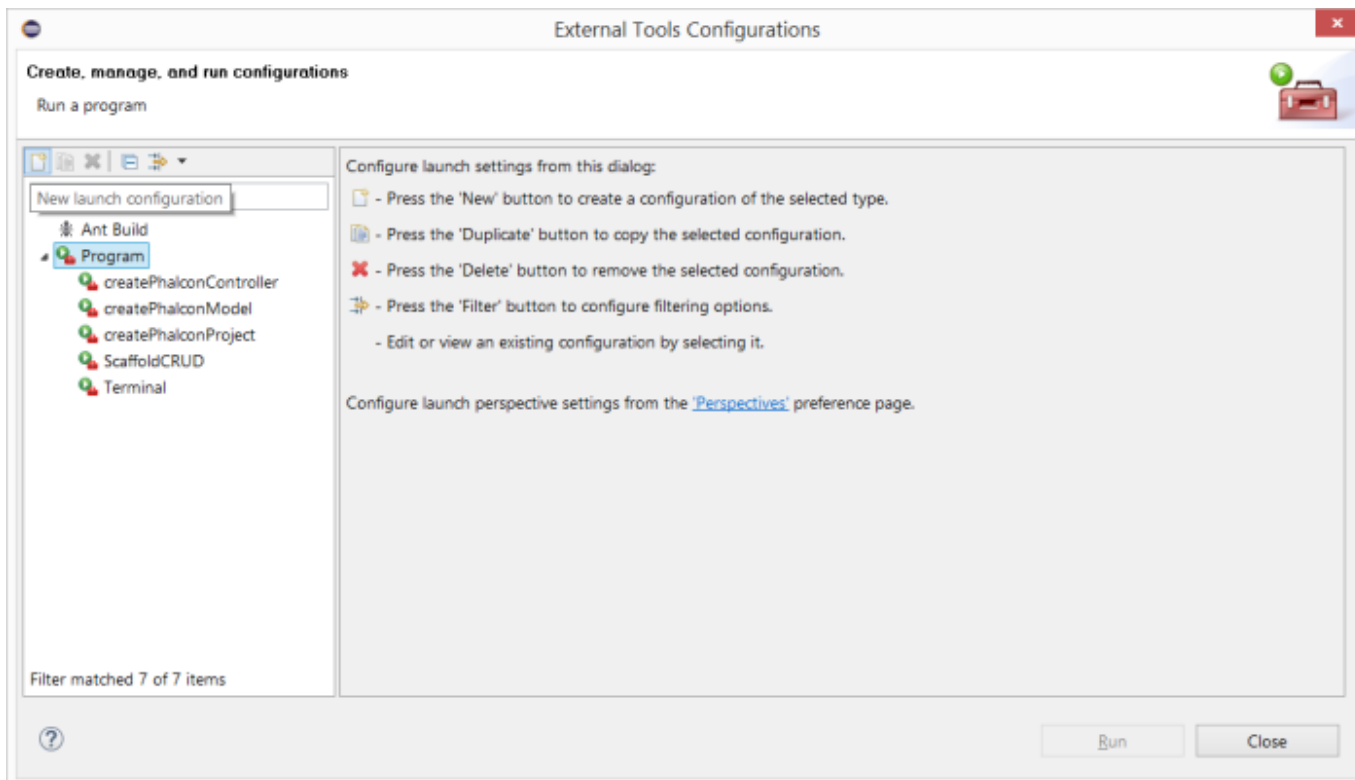 External Tools Configurations
Create, manage, and run configurations
Run a program
New launch configuration
Ant Build
Program
createPhalconController
createPhalconModel
createPhalconProject
ScaffoldCRUD
Terminal
Filter matched 7 of 7 items
Configure launch settings from this dialog:
- Press the 'New' button to create a configuration of the selected type.
- Press the 'Duplicate' button to copy the selected configuration.
- Press the 'Delete' button to remove the selected configuration.
- Press the 'Filter' button to configure filtering options.
- Edit or view an existing configuration by selecting it.
Configure launch perspective settings from the 'Perspectives' preference page.
Run
Close